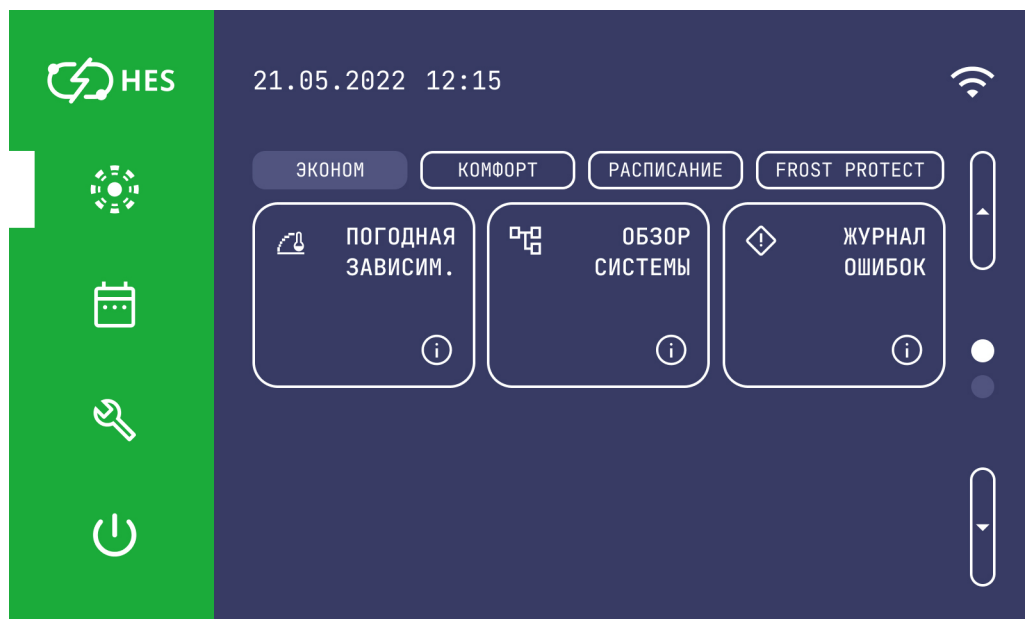 HES
21.05.2022 12:15
ЭКОНОМ
КОМФОРТ
РАСПИСАНИЕ
FROST PROTECT
ПОГОДНАЯ
ЗАВИСИМ.
ОБЗОР
СИСТЕМЫ
ЖУРНАЛ
ОШИБОК